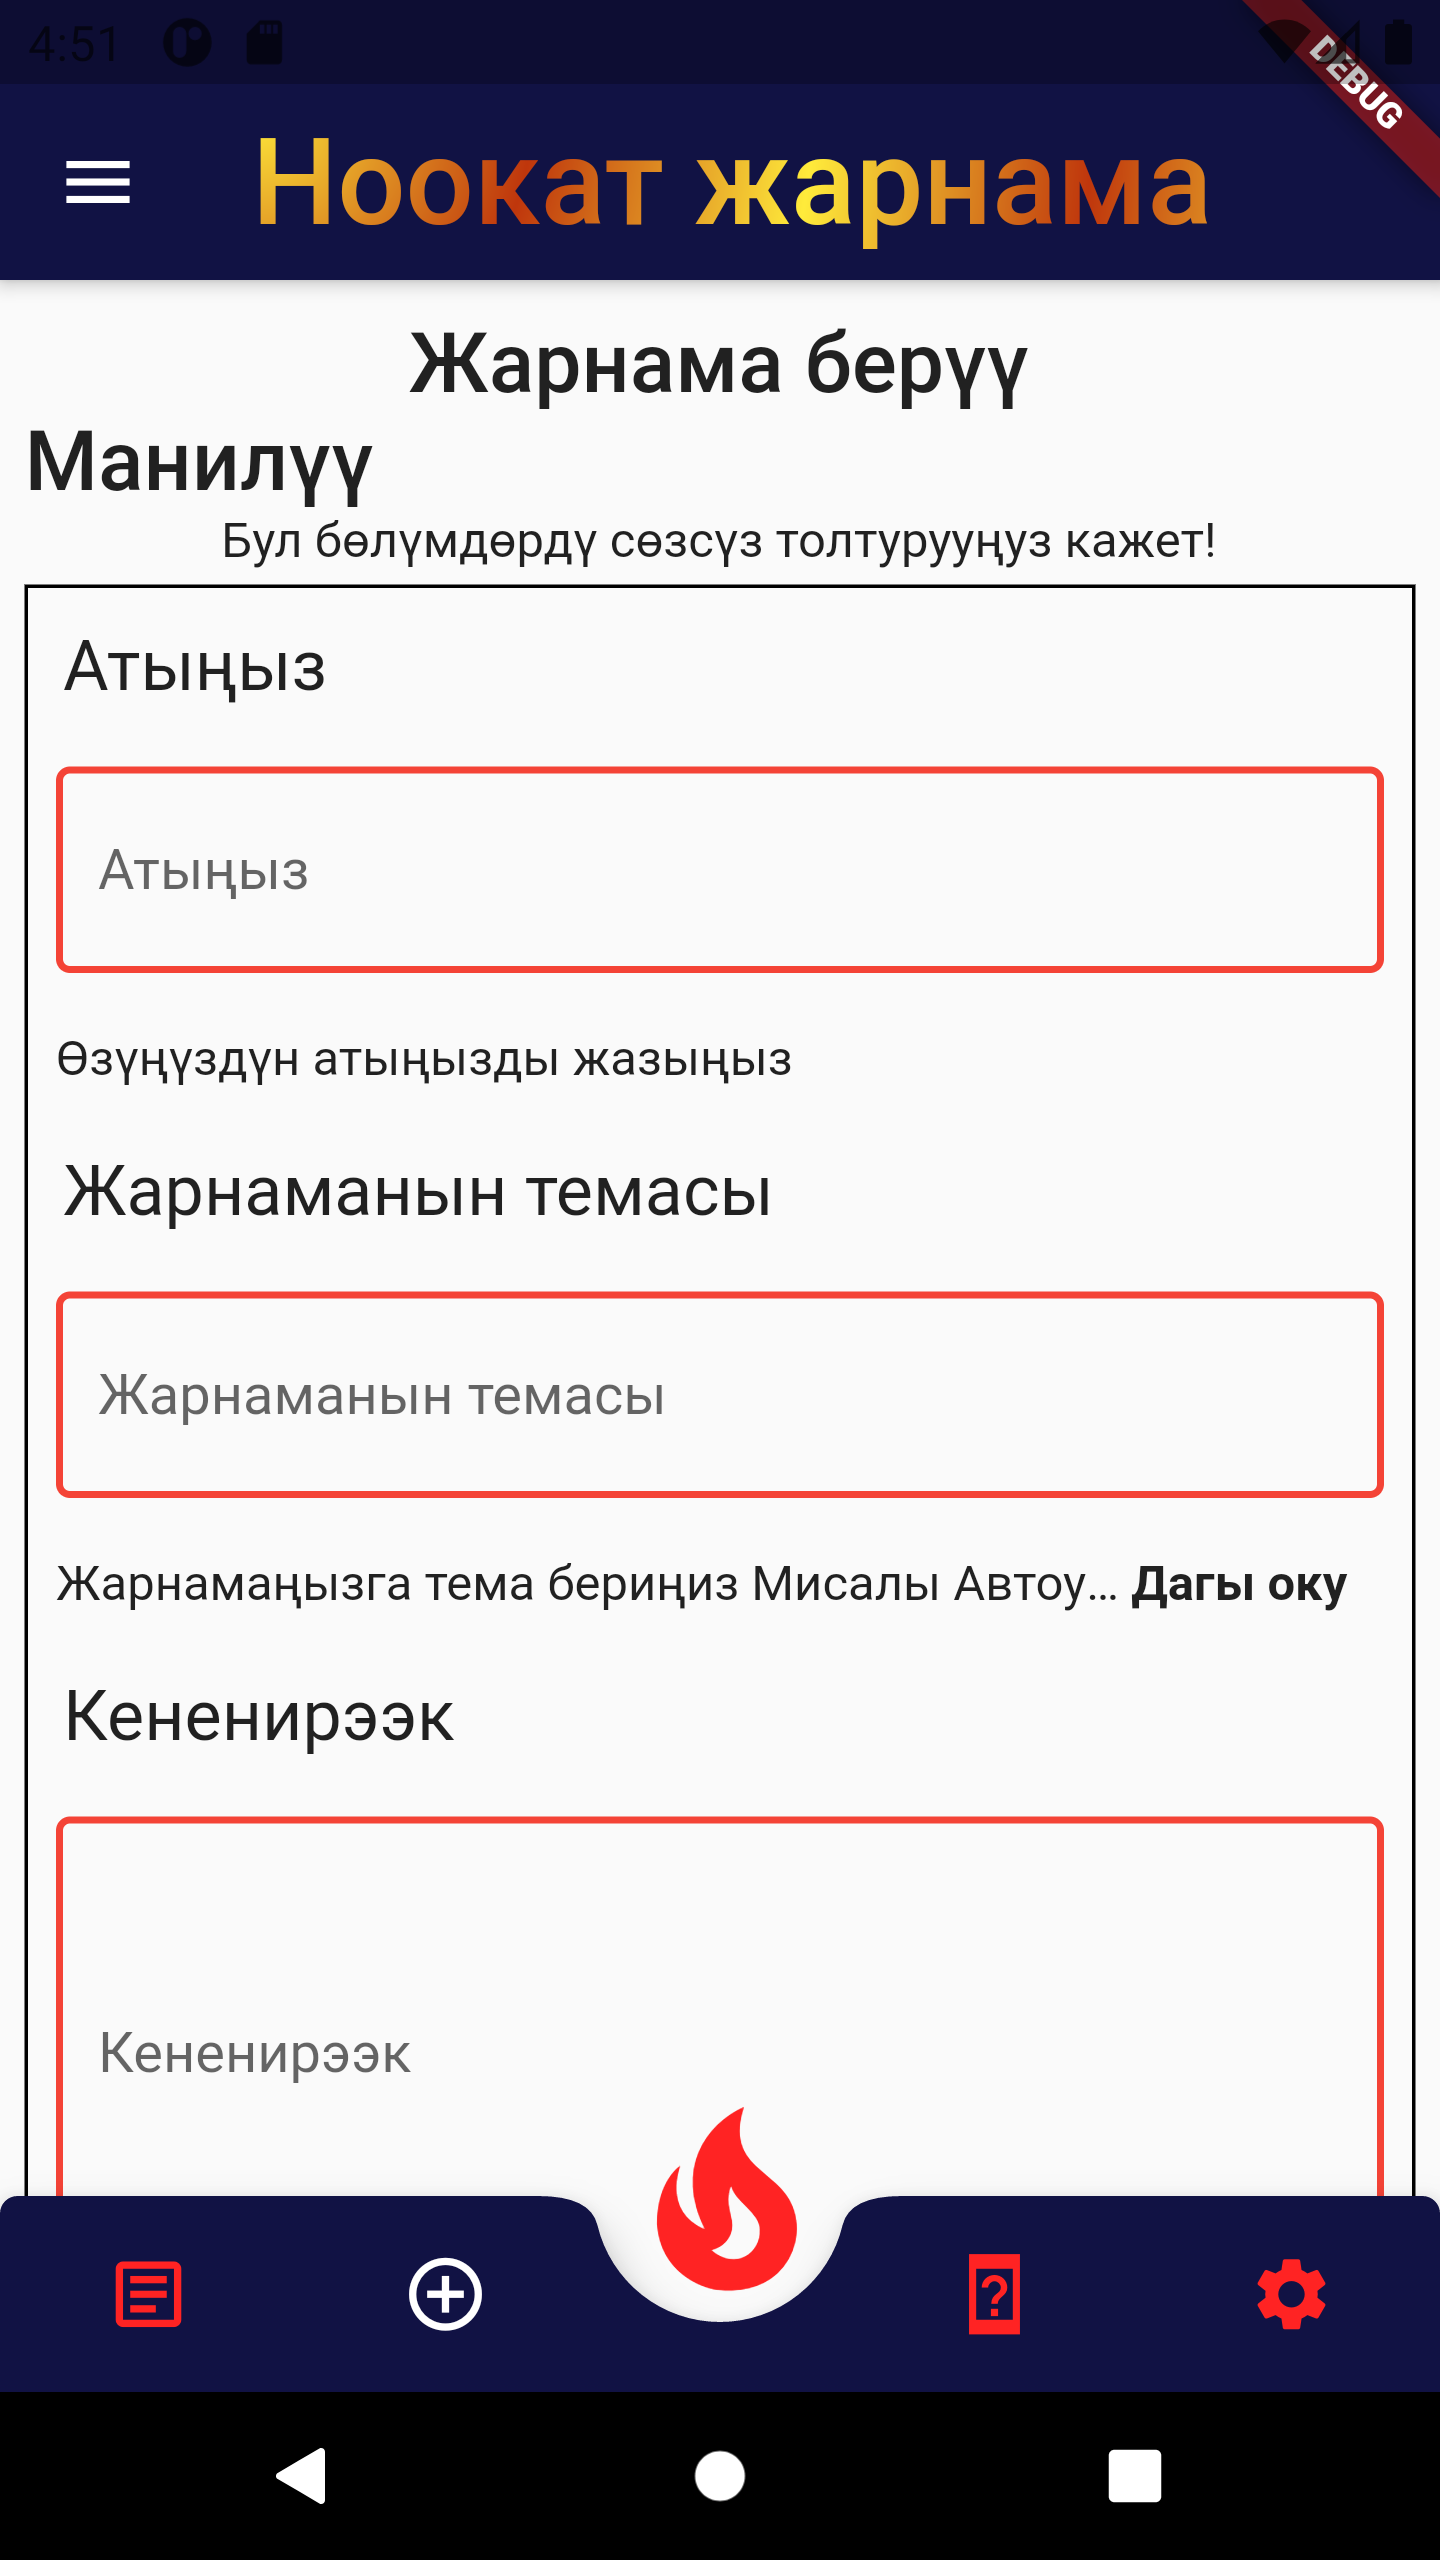 4:51
DEBUG
Ноокат жарнама
Жарнама берүү
Манилүү
Бул бөлүмдөрдү сөзсүз толтурууңуз кажет!
Атыңыз
Атыңыз
Өзүңүздүн атыңызды жазыңыз
Жарнаманын темасы
Жарнаманын темасы
Жарнамаңызга тема бериңиз Мисалы Автоу... Дагы оку
Кененирээк
Кененирээк